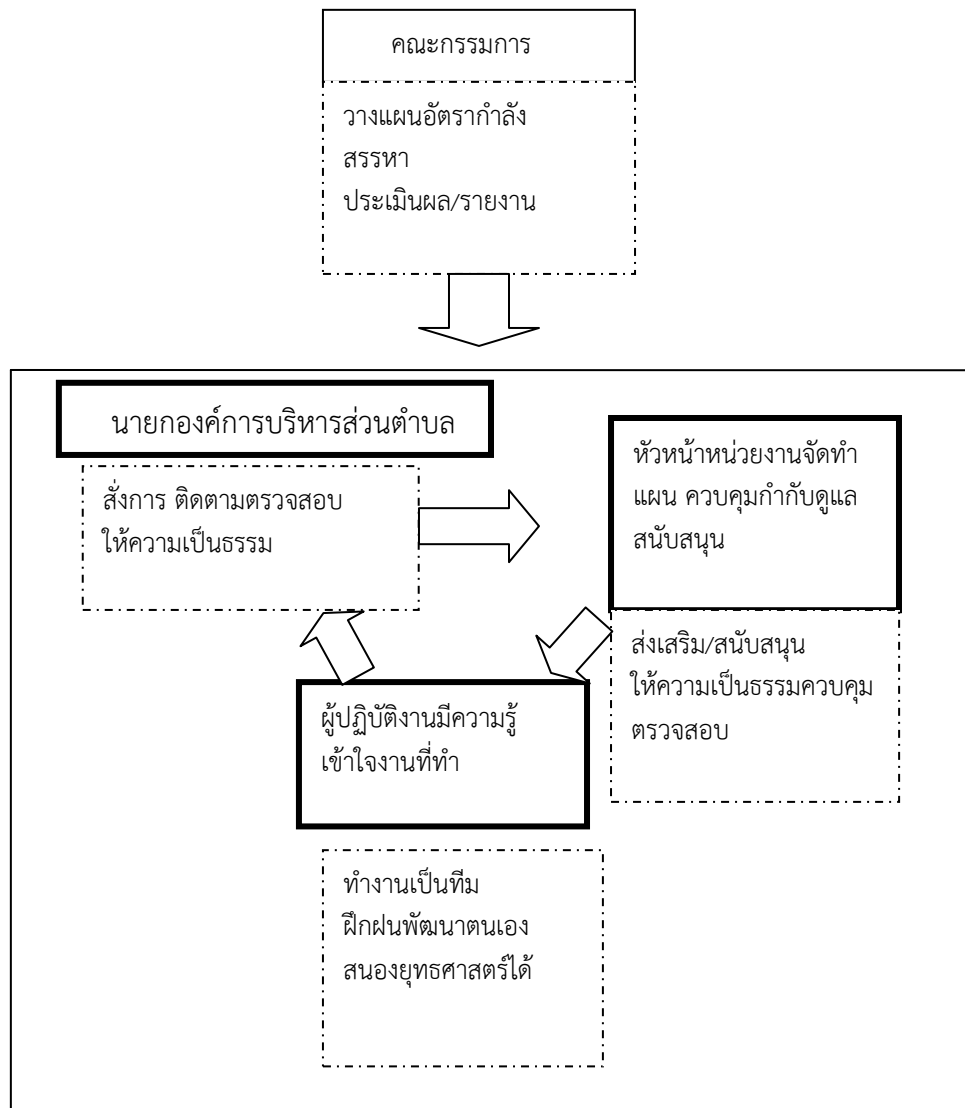 คณะกรรมการ
วางแผนอัตรากำลัง
สรรหา
ประเมินผล/รายงาน
นายกองค์การบริหารส่วนตำบล
สั่งการ ติดตามตรวจสอบ
ให้ความเป็นธรรม
หัวหน้าหน่วยงานจัดทำ
แผน ควบคุมกำกับดูแล
สนับสนุน
ส่งเสริม/สนับสนุน
ให้ความเป็นธรรมควบคุม
ตรวจสอบ
ผู้ปฏิบัติงานมีความรู้
เข้าใจงานที่ทำ
ทำงานเป็นทีม
ฝึกฝนพัฒนาตนเอง
สนองยุทธศาสตร์ได้